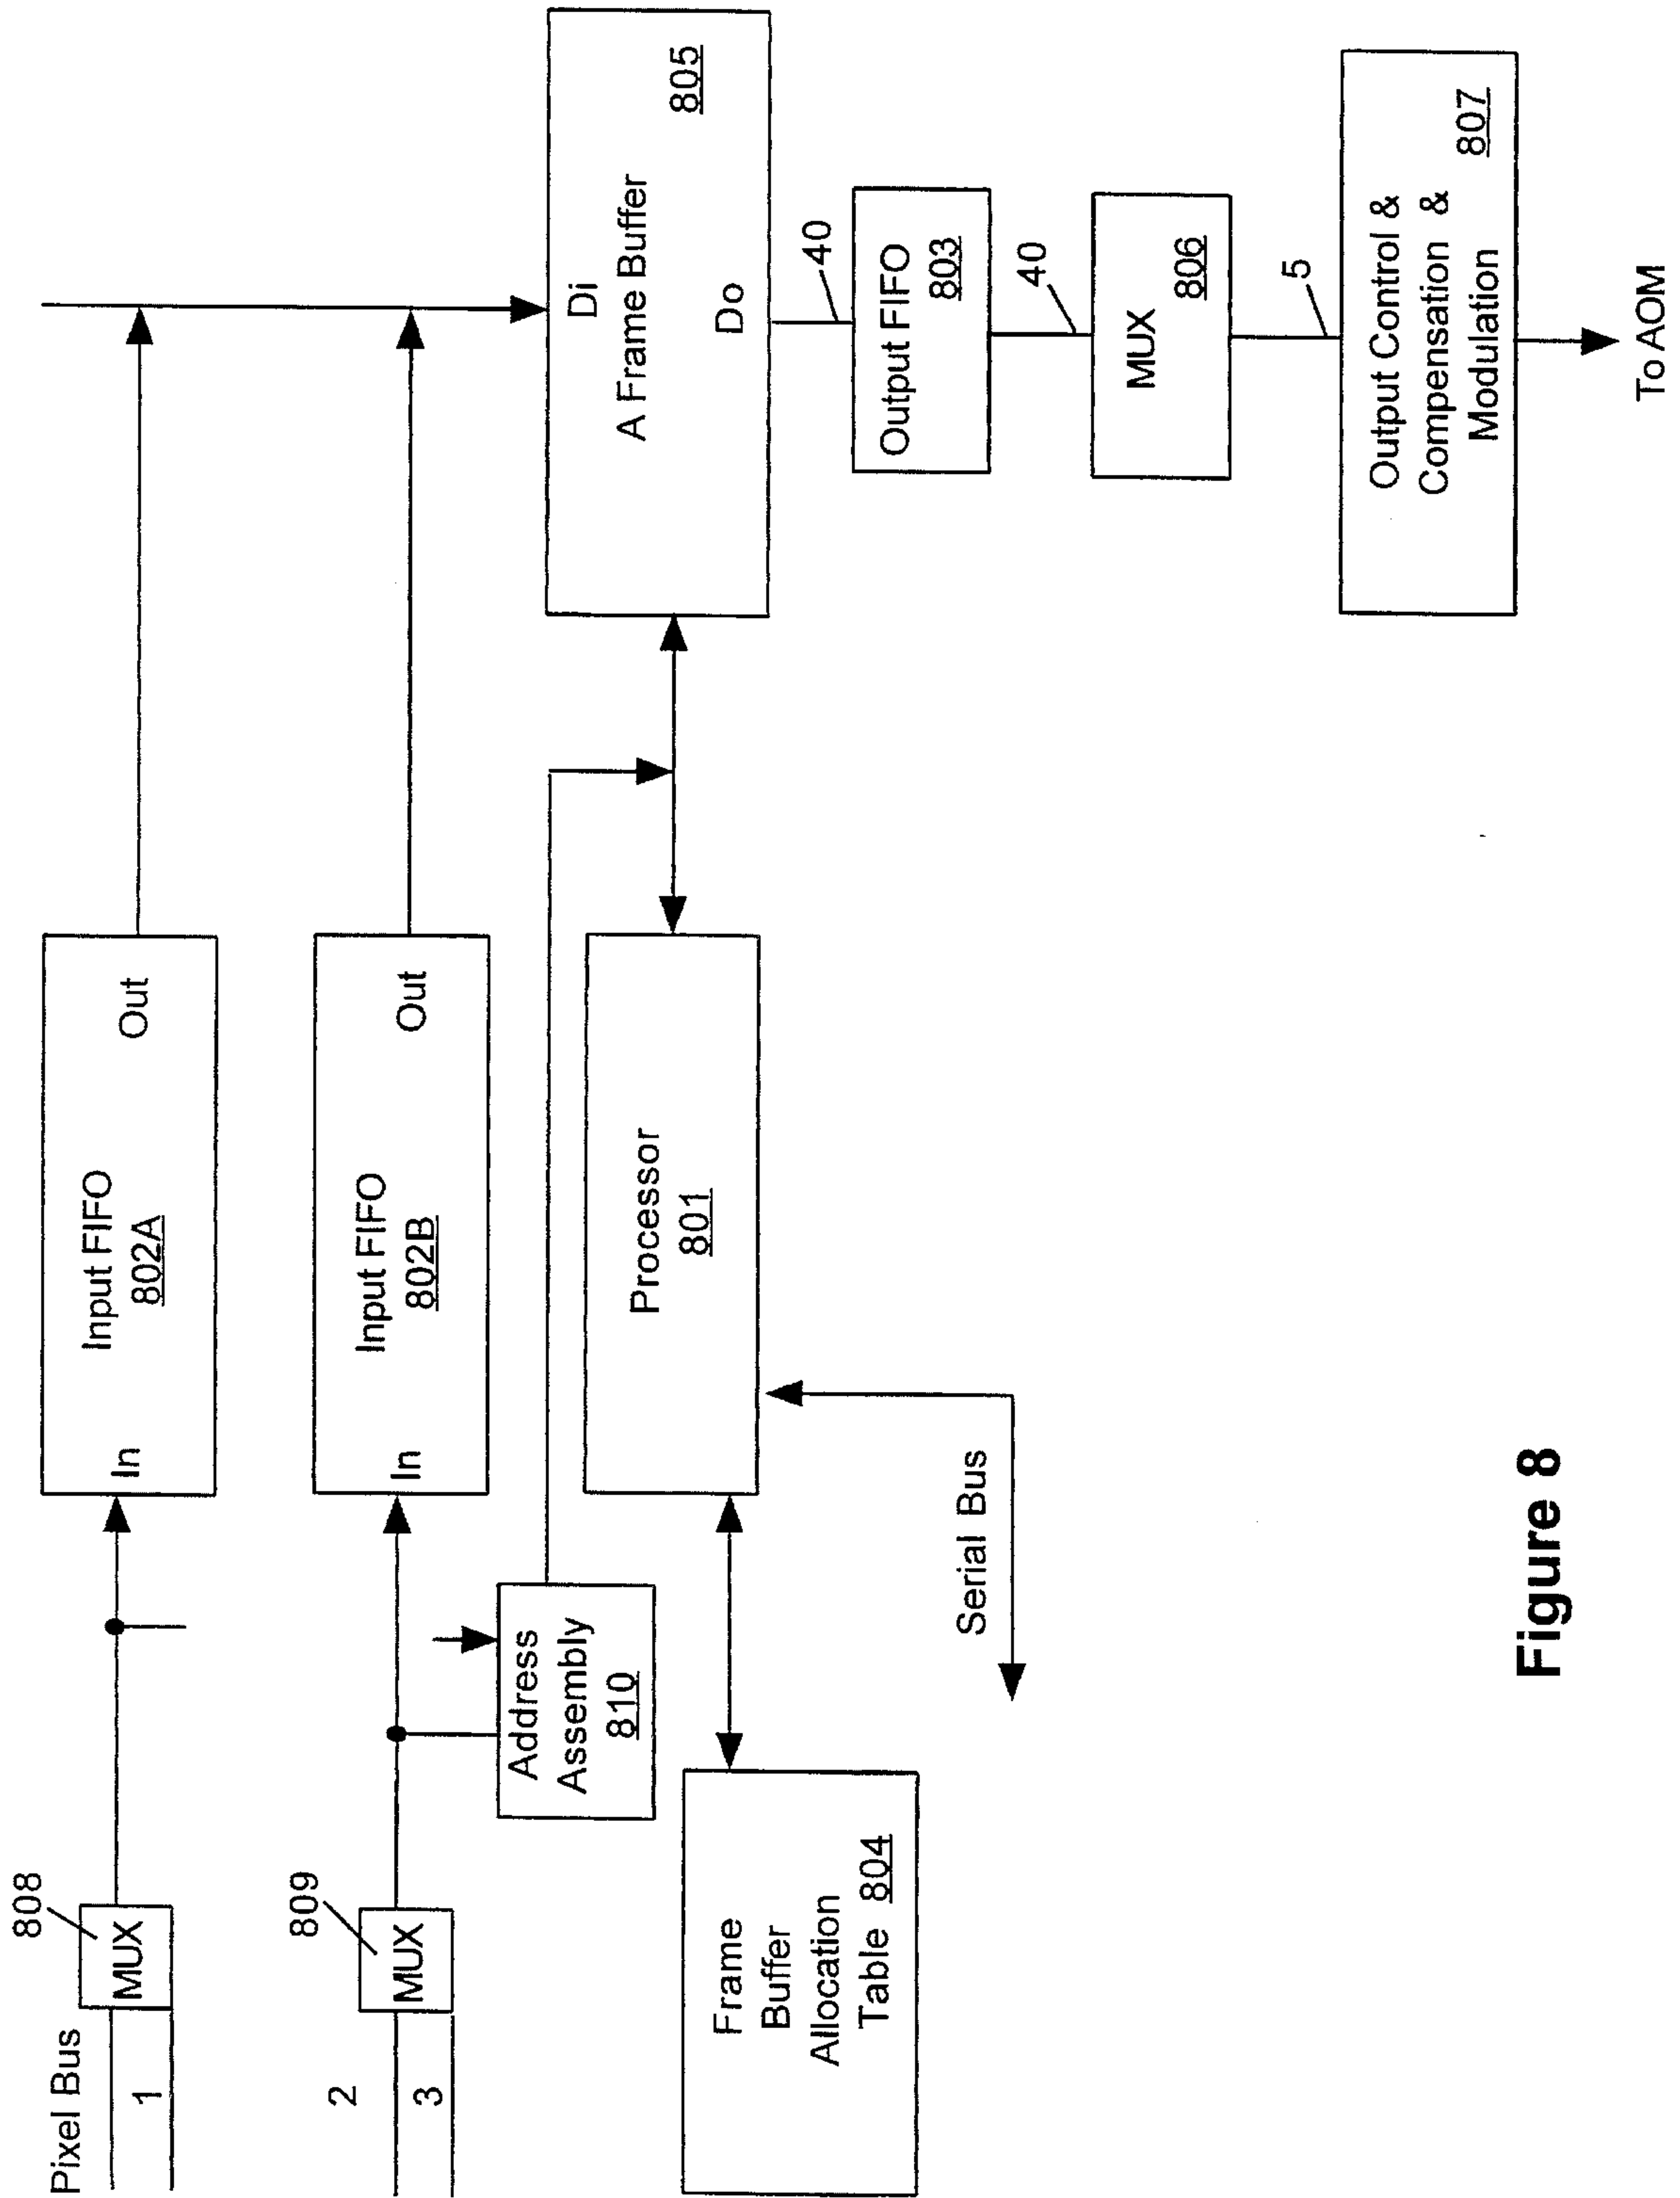 Pixel Bus
1
808
MUX
In
Input FIFO
802A
Out
2
3
809
MUX
In
Input FIFO
802B
Out
Address
Assembly
810
Processor
801
Frame
Buffer
Allocation
Table 804
Serial Bus
Di
A Frame Buffer
805
Do
40
Output FIFO
803
40
MUX
806
5
Output Control &
Compensation &
Modulation
807
To AOM
Figure 8